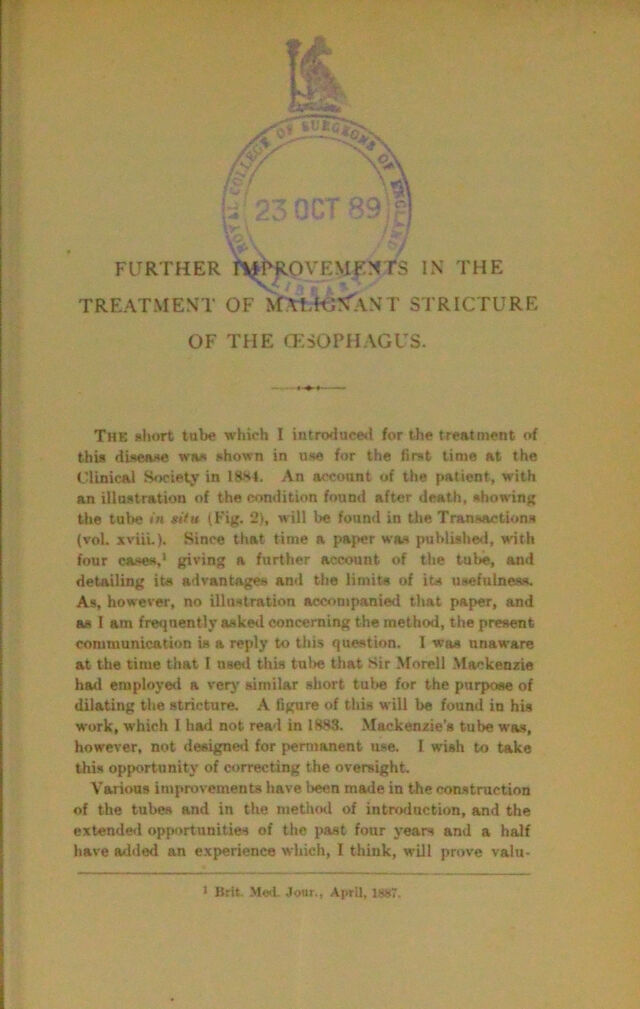 ROYAL COLLEGE OF SURGEONS OF ENGLAND
23 OCT 89
LIBRARY
FURTHER IMPROVEMENTS IN THE
TREATMENT OF MALIGNANT STRICTURE
OF THE ŒSOPHAGUS.
THE short tube which I introduced for the treatment of
this disease was shown in use for the first time at the
Clinical Society in 1884. An account of the patient, with
an illustration of the condition found after death, showing
the tube in situ (Fig. 2), will be found in the Transactions
(vol. xviii.). Since that time a paper was published, with
four cases,¹ giving a further account of the tube, and
detailing its advantages and the limits of its usefulness.
As, however, no illustration accompanied that paper, and
as I am frequently asked concerning the method, the present
communication is a reply to this question. I was unaware
at the time that I used this tube that Sir Morell Mackenzie
had employed a very similar short tube for the purpose of
dilating the stricture. A figure of this will be found in his
work, which I had not read in 1883. Mackenzie's tube was,
however, not designed for permanent use. I wish to take
this opportunity of correcting the oversight.
Various improvements have been made in the construction
of the tubes and in the method of introduction, and the
extended opportunities of the past four years and a half
have added an experience which, I think, will prove valu-
¹ Brit. Med. Jour., April, 1887.